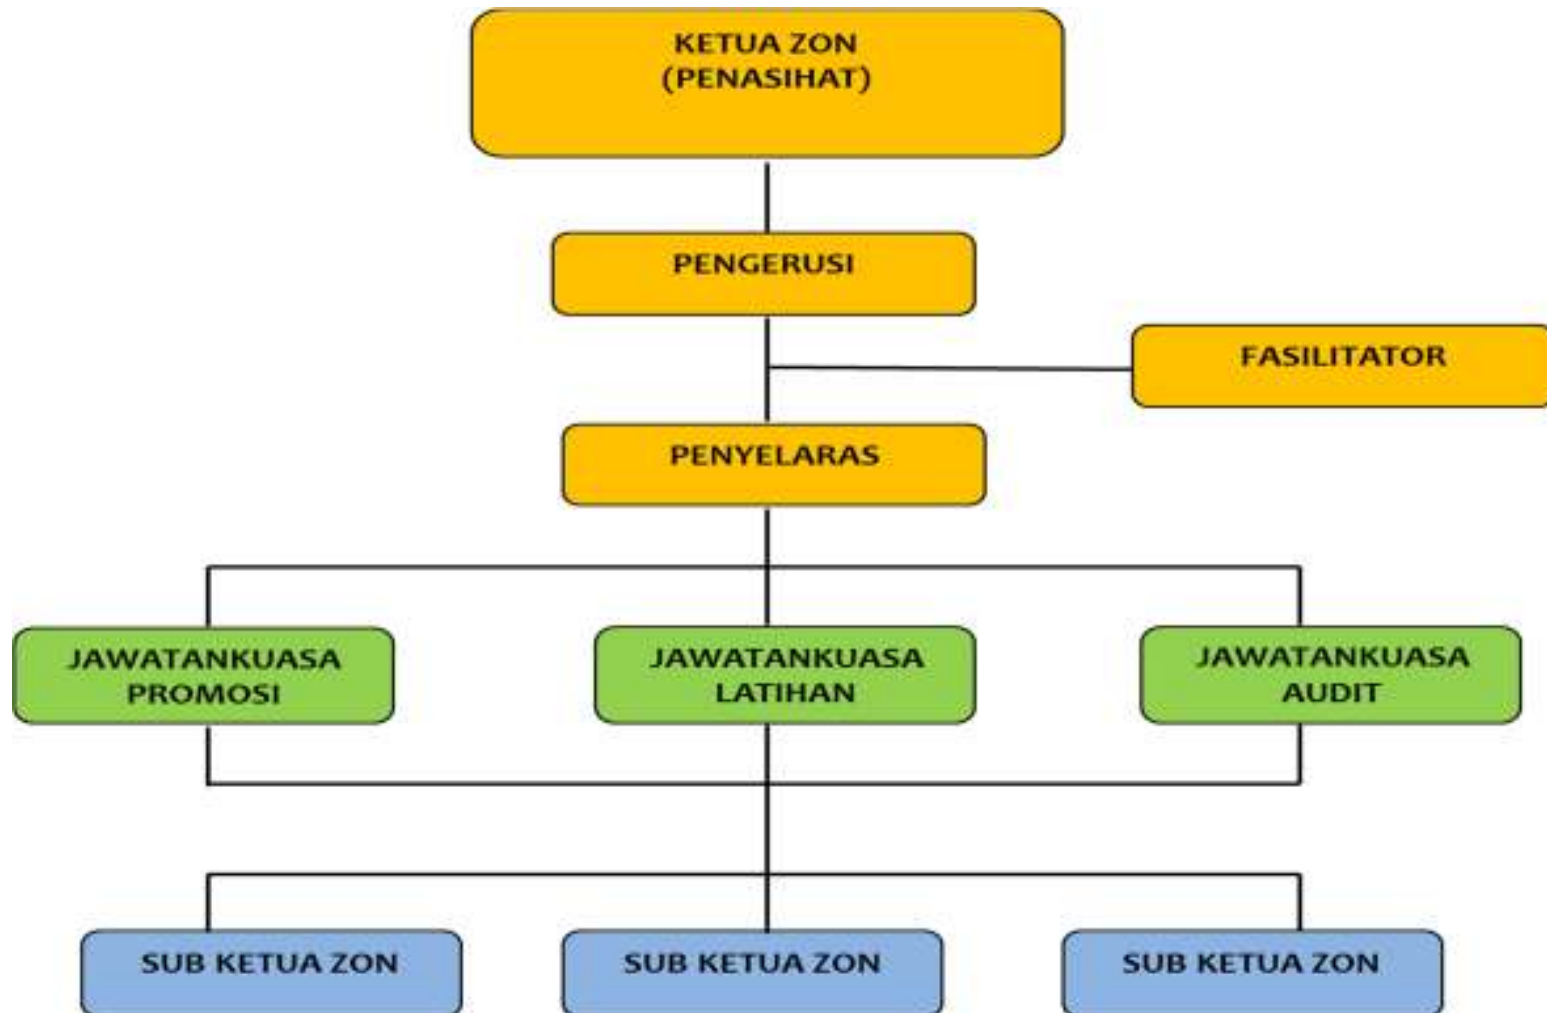 KETUA ZON
(PENASIHAT)
PENGERUSI
FASILITATOR
PENYELARAS
JAWATANKUASA
PROMOSI
JAWATANKUASA
LATIHAN
JAWATANKUASA
AUDIT
SUB KETUA ZON
SUB KETUA ZON
SUB KETUA ZON